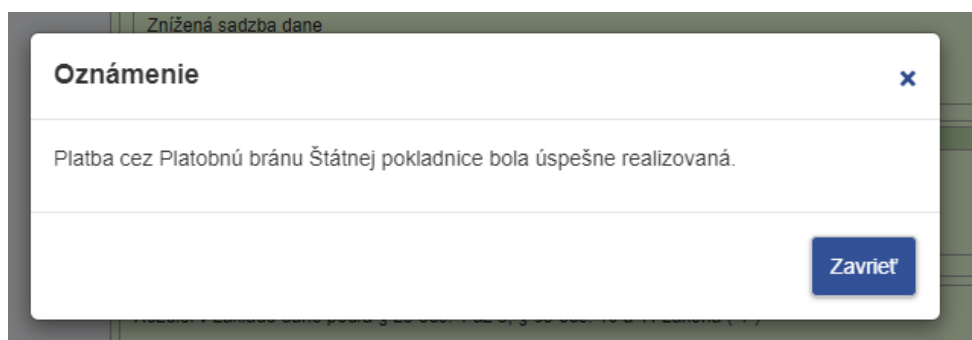 Znížená sadzba dane
Oznámenie
×
Platba cez Platobnú bránu Štátnej pokladnice bola úspešne realizovaná.
Zavrieť